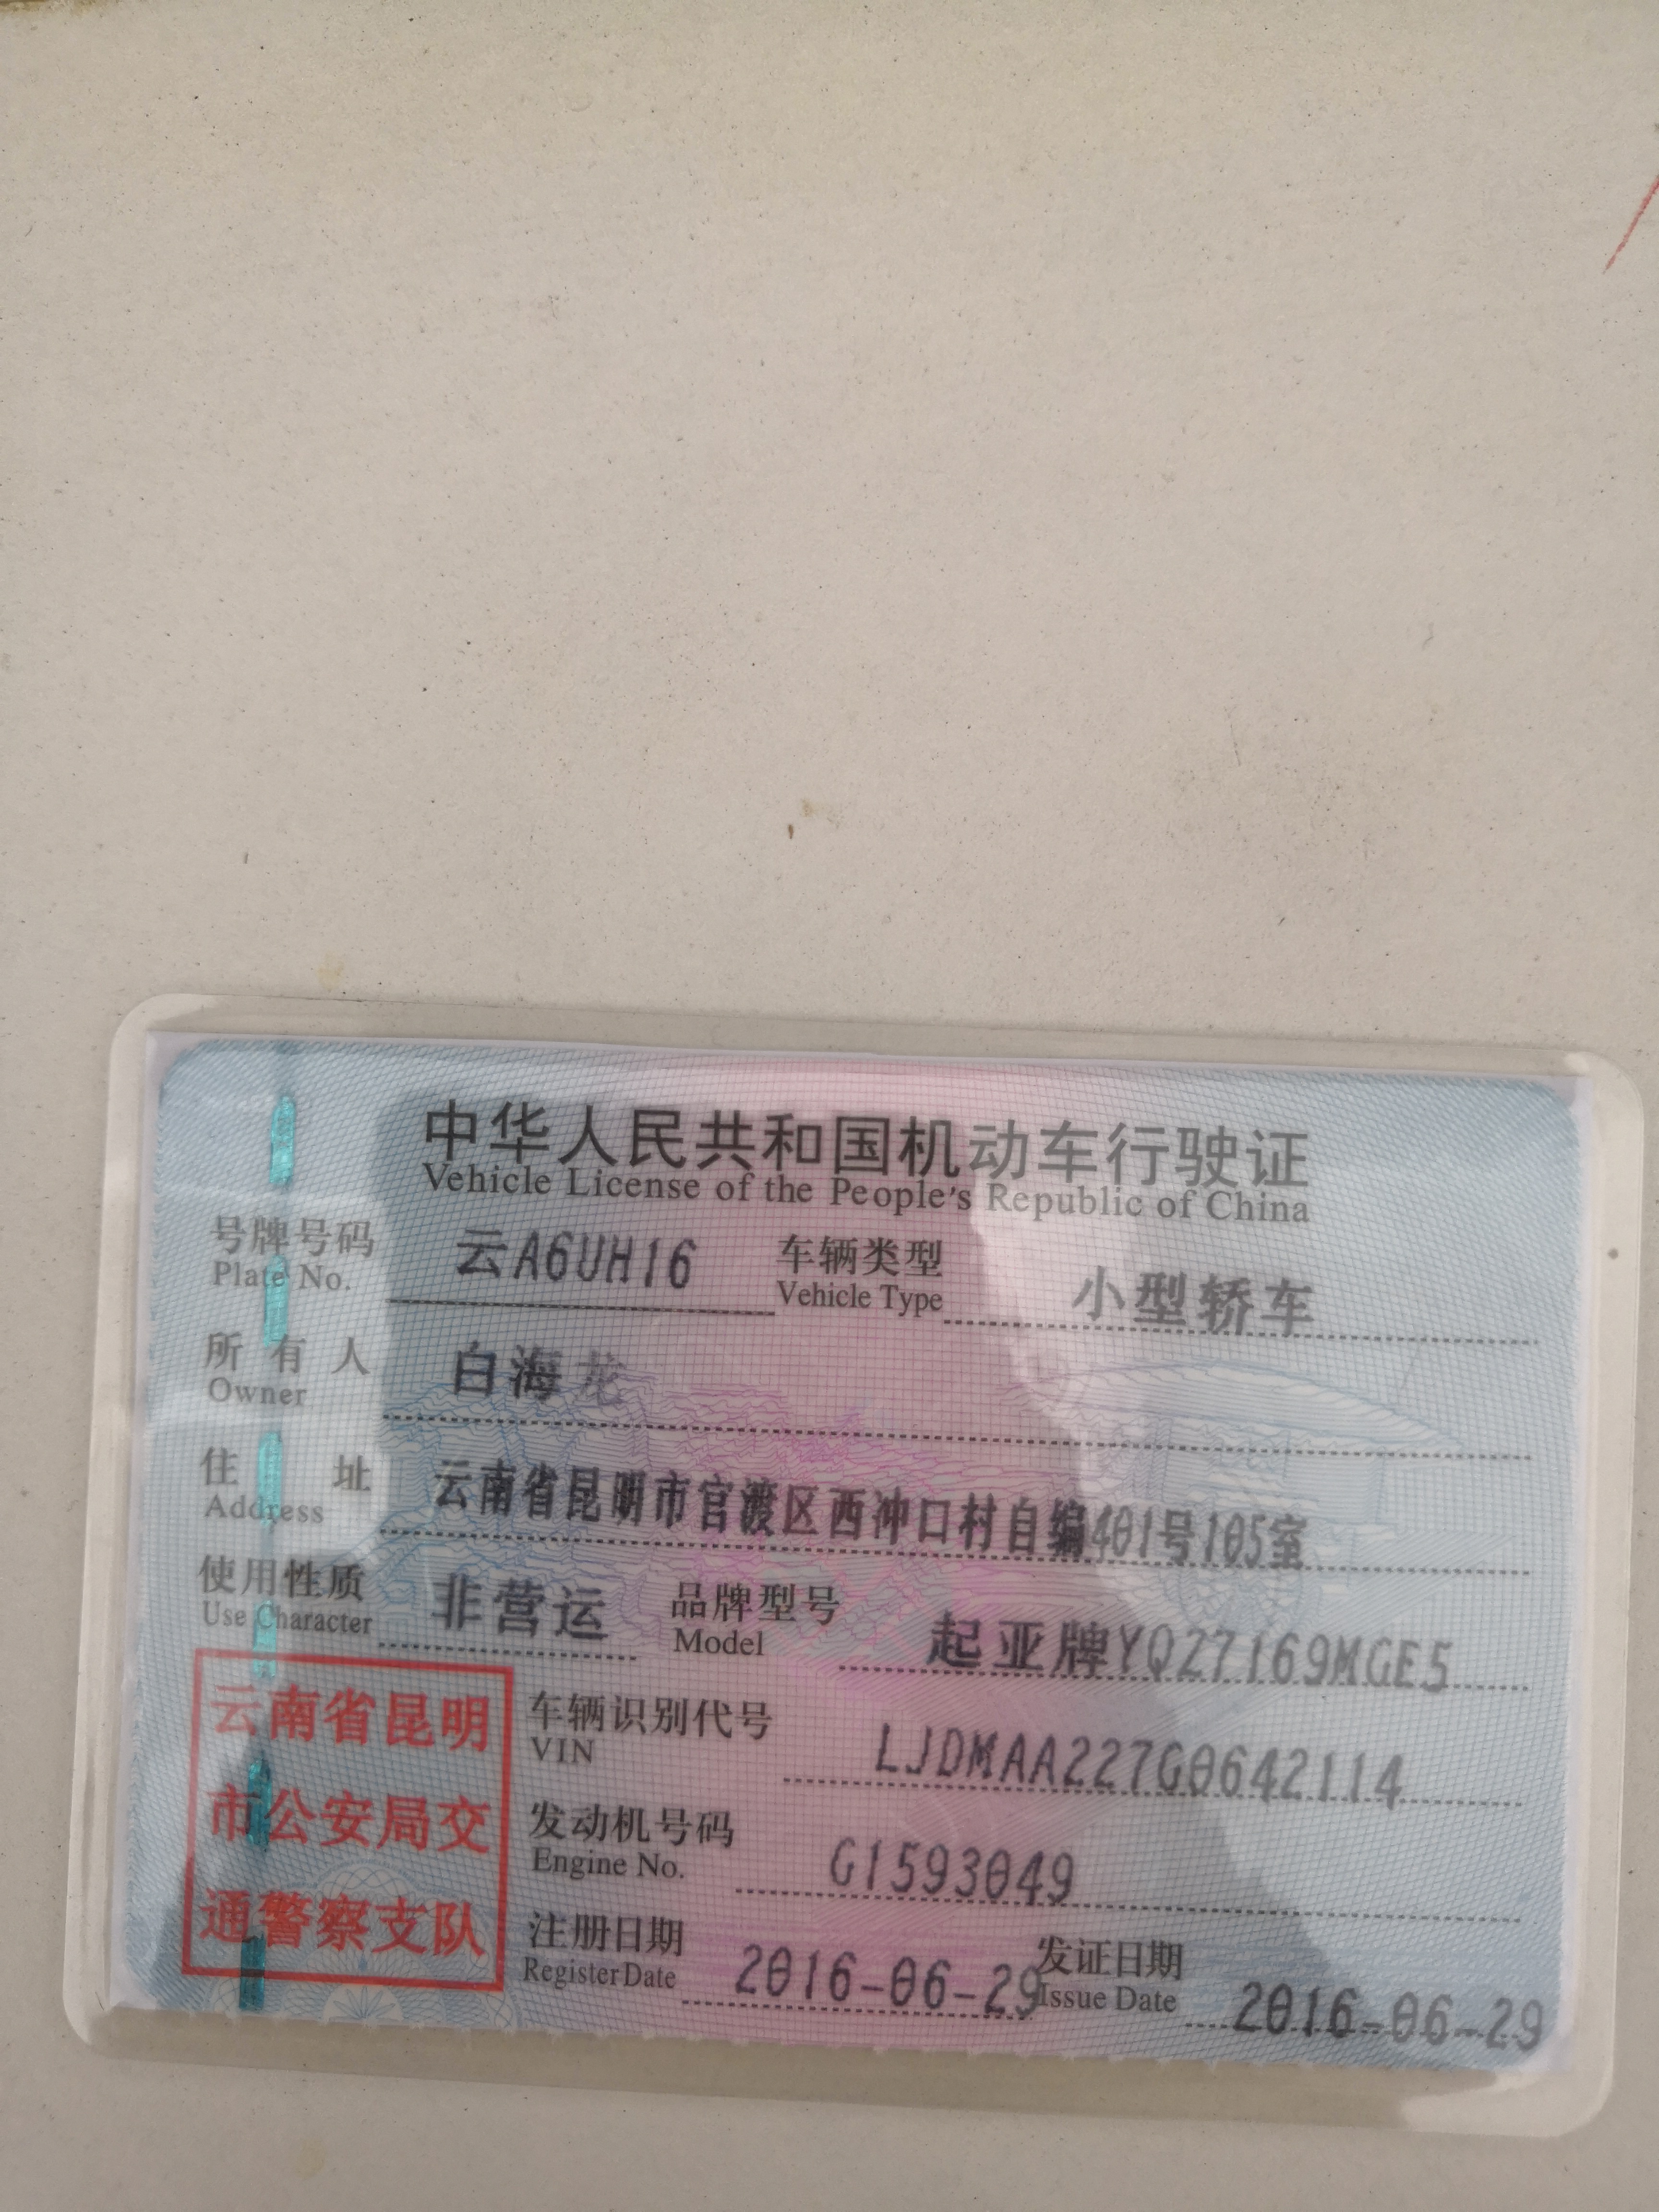 中华人民共和国机动车行驶证
Vehicle License of the People's Republic of China
号牌号码 云A6UH16 车辆类型 小型轿车
Plate No. Vehicle Type
所有人 白海龙
Owner
住址 云南省昆明市官渡区西冲口村自编401号105室
Address
使用性质 非营运 品牌型号 起亚牌YQZ7169MGE5
Use Character Model
云南省昆明
市公安局交
通警察支队
车辆识别代号 LJDMAA227G0642114
VIN
发动机号码 G1593049
Engine No.
注册日期 2016-06-29 发证日期 2016-06-29
Register Date Issue Date